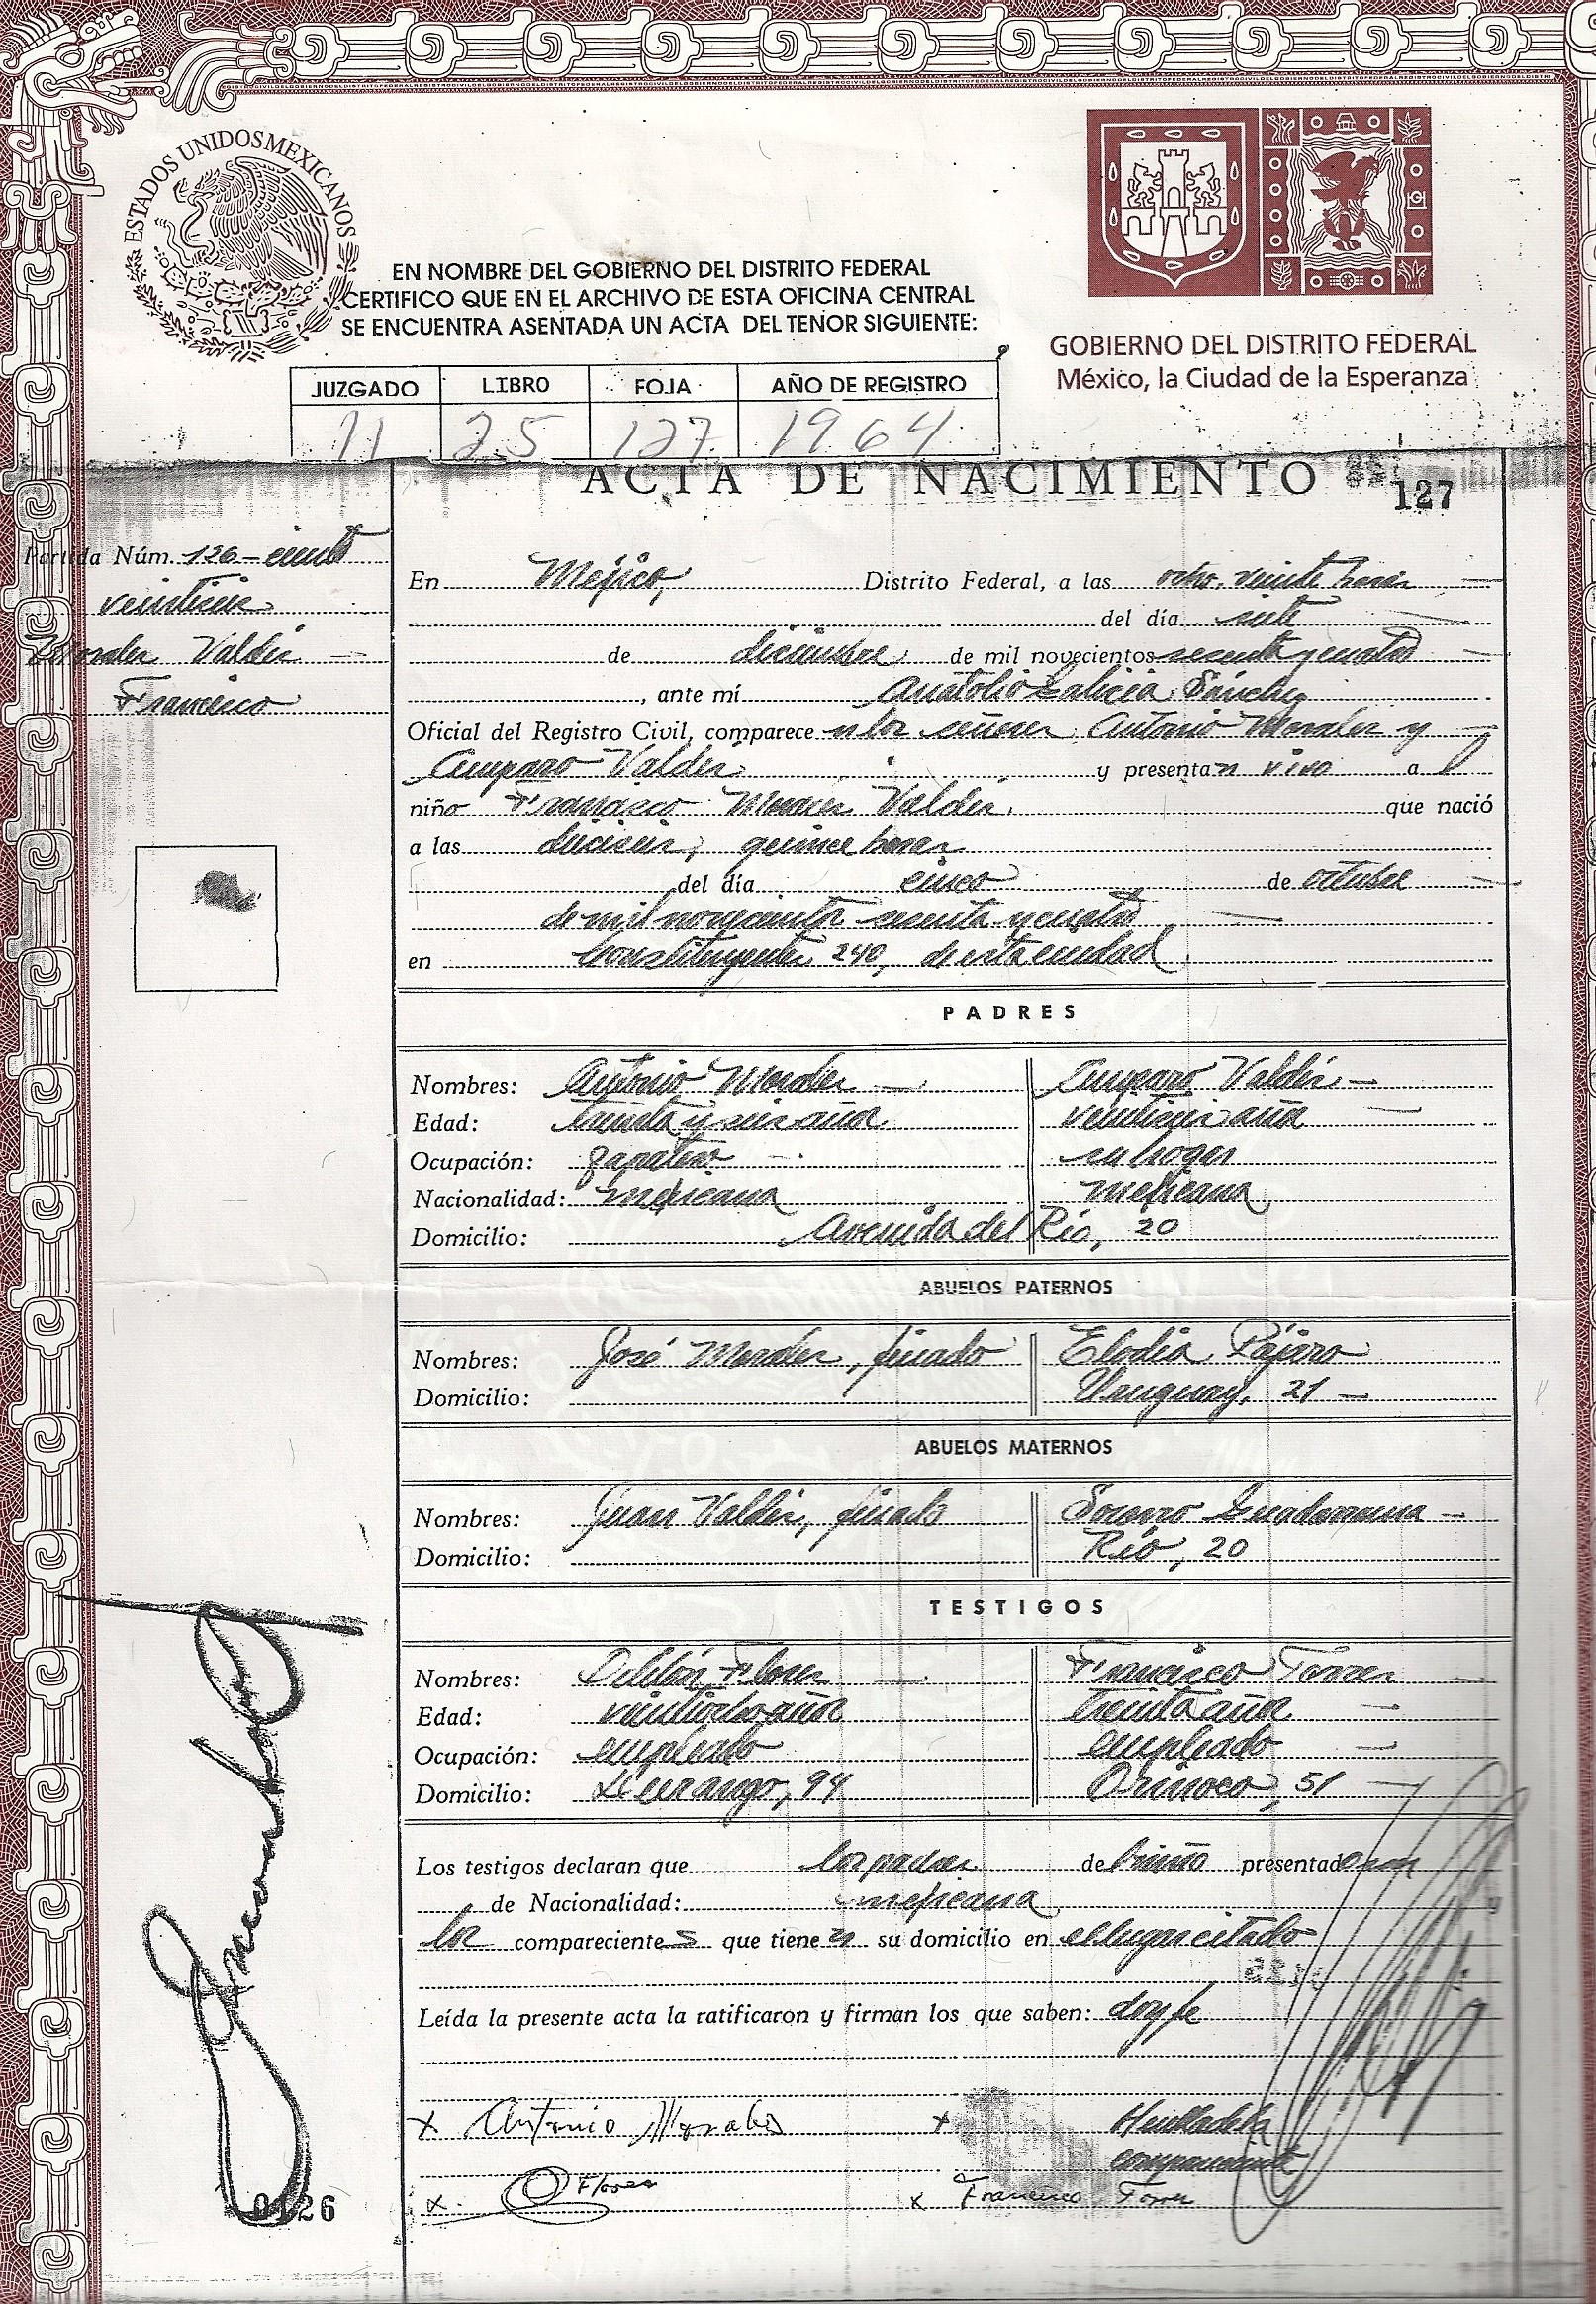 ESTADOS UNIDOS MEXICANOS
EN NOMBRE DEL GOBIERNO DEL DISTRITO FEDERAL
CERTIFICO QUE EN EL ARCHIVO DE ESTA OFICINA CENTRAL
SE ENCUENTRA ASENTADA UN ACTA DEL TENOR SIGUIENTE:
GOBIERNO DEL DISTRITO FEDERAL
México, la Ciudad de la Esperanza
JUZGADO LIBRO FOJA AÑO DE REGISTRO
11 25 127 1964
ACTA DE NACIMIENTO
127
Partida Núm. 126 - ciento
veintiseis
Morales Valdés
Francisco
En Méjico, Distrito Federal, a las ocho, veinte horas
del día siete
de diciembre de mil novecientos sesenta y cuatro
, ante mí Anatolio Galicia Sánchez
Oficial del Registro Civil, comparece n los señores Antonio Morales y
Amparo Valdés y presentan vivo a l
niño Francisco Morales Valdés, que nació
a las dieciseis, quince horas
del día cinco de octubre
de mil novecientos sesenta y cuatro
en Constituyentes 240, de esta ciudad
PADRES
Nombres: Antonio Morales Amparo Valdés
Edad: treinta y seis años veintiseis años
Ocupación: zapatero su hogar
Nacionalidad: mejicana mejicana
Domicilio: Avenida del Río, 20
ABUELOS PATERNOS
Nombres: José Morales, finado Elodia Pájaro
Domicilio: Uruguay, 21
ABUELOS MATERNOS
Nombres: Juan Valdés, finado Socorro Guadarrama
Domicilio: Río, 20
TESTIGOS
Nombres: Odilón Flores Francisco Torres
Edad: veintiocho años treinta años
Ocupación: empleado empleado
Domicilio: Durango, 94 Orinoco, 51
Los testigos declaran que los padres del niño presentado son
de Nacionalidad: mejicana
los comparecientes que tienen su domicilio en el lugar citado
Leída la presente acta la ratificaron y firman los que saben: doy fe
x Antonio Morales x Huella de la
compareciente
x. O Flores x Francisco Torres
0126